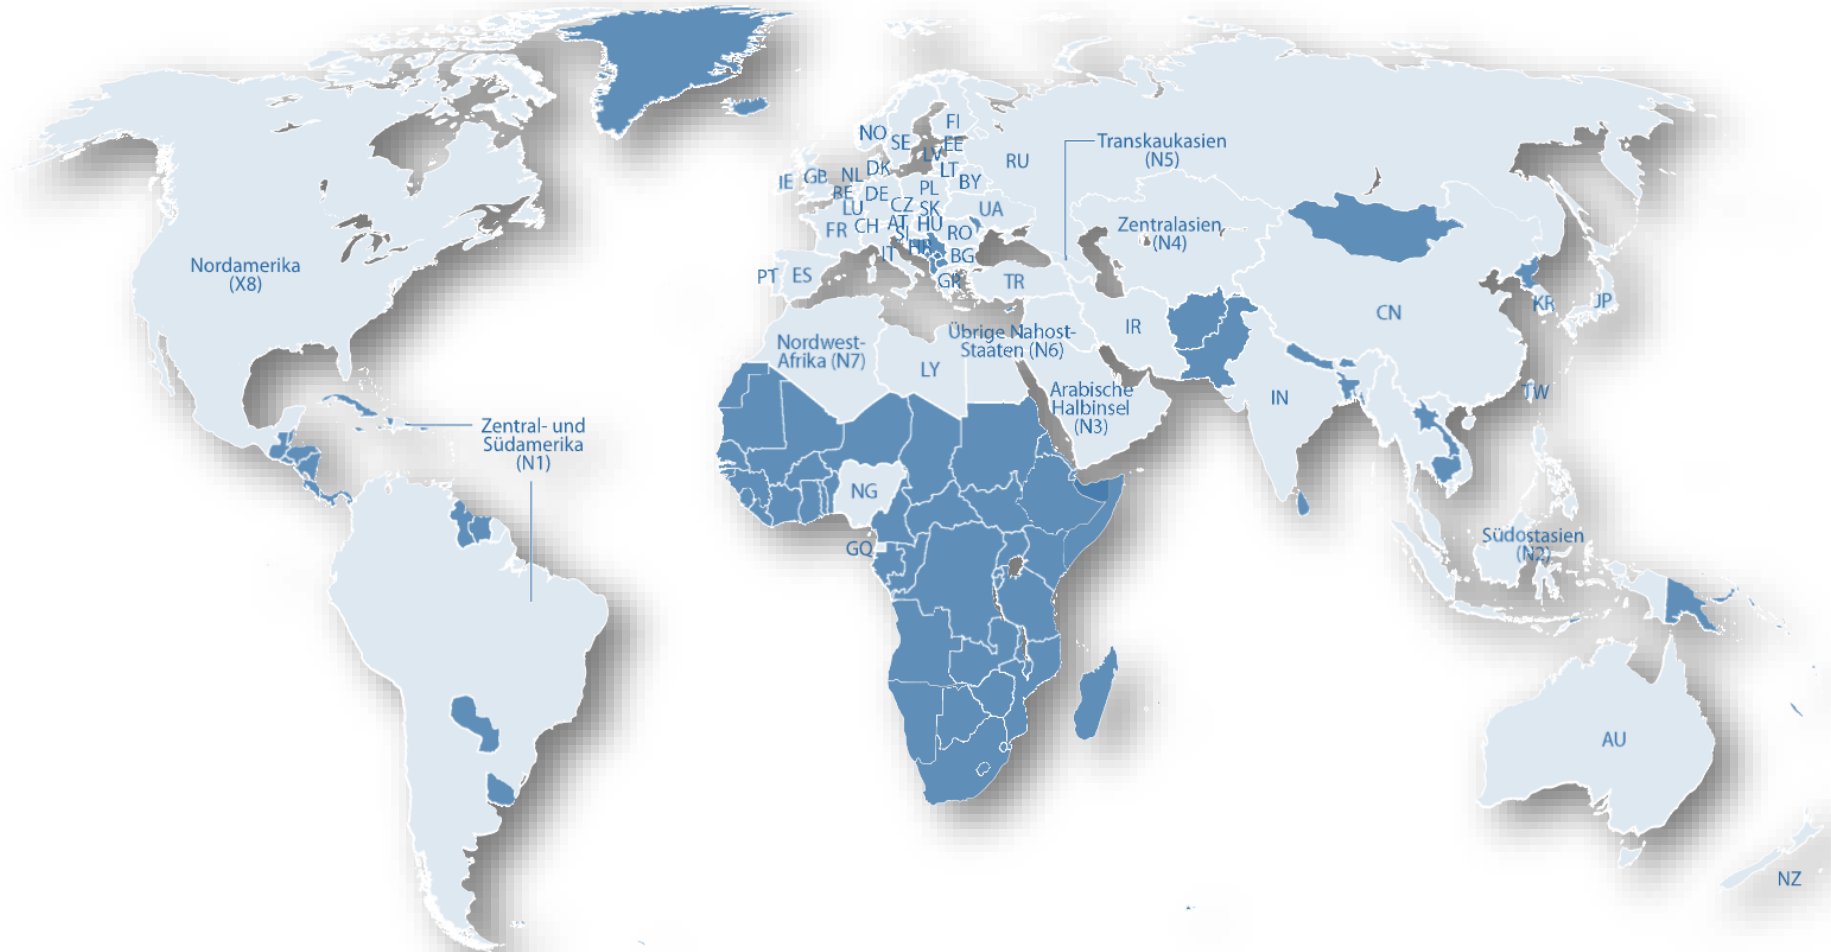 Nordamerika
(X8)
Zentral- und
Südamerika
(N1)
NO
SE
FI
EE
LV
LT
DK
IE
GB
NL
BE
DE
PL
BY
RU
LU
CZ
SK
UA
FR
CH
AT
HU
SI
HR
RO
IT
BG
PT
ES
GR
TR
Transkaukasien
(N5)
Zentralasien
(N4)
Nordwest-
Afrika (N7)
LY
Übrige Nahost-
Staaten (N6)
IR
Arabische
Halbinsel
(N3)
NG
GQ
IN
CN
KR
JP
TW
Südostasien
(N2)
AU
NZ